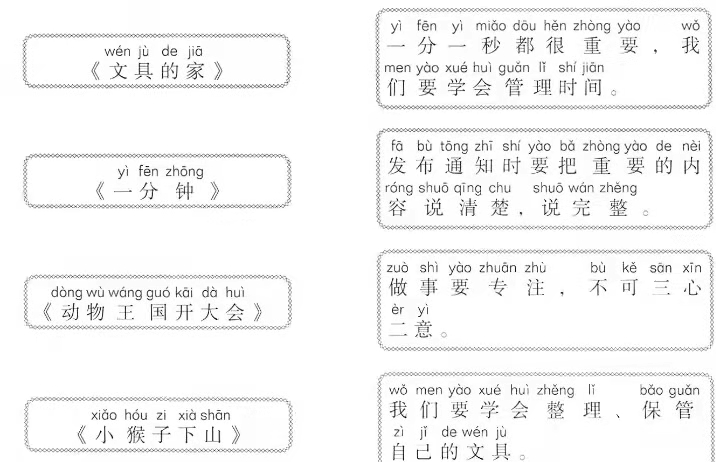 wén jù de jiā
《文具的家》
yì fēn zhōng
《一分钟》
dòng wù wáng guó kāi dà huì
《动物王国开大会》
xiǎo hóu zi xià shān
《小猴子下山》
yì fēn yì miǎo dōu hěn zhòng yào wǒ
一分一秒都很重要，我
men yào xué huì guǎn lǐ shí jiān
们要学会管理时间。
fā bù tōng zhī shí yào bǎ zhòng yào de nèi
发布通知时要把重要的内
róng shuō qīng chu shuō wán zhěng
容说清楚，说完整。
zuò shì yào zhuān zhù bù kě sān xīn
做事要专注，不可三心
èr yì
二意。
wǒ men yào xué huì zhěng lǐ bǎo guǎn
我们要学会整理、保管
zì jǐ de wén jù
自己的文具。